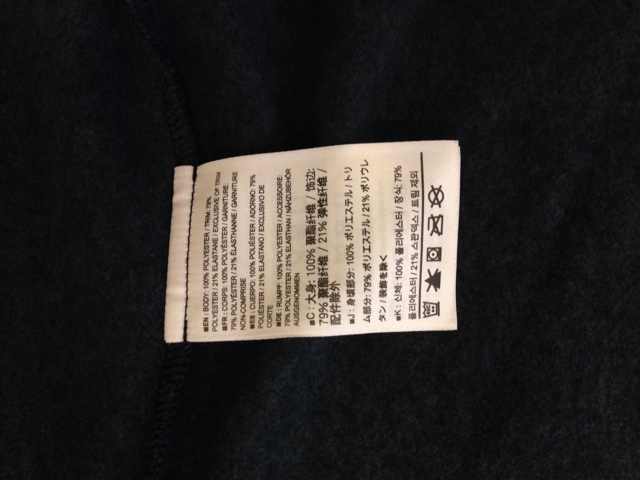 ■EN: BODY: 100% POLYESTER / TRIM: 79%
POLYESTER / 21% ELASTANE / EXCLUSIVE OF TRIM
■FR: CORPS: 100% POLYESTER / GARNITURE:
79% POLYESTER / 21% ÉLASTHANNE / GARNITURE
NON-COMPRISE
■ES: CUERPO: 100% POLIÉSTER / ADORNO: 79%
POLIÉSTER / 21% ELASTANO / EXCLUSIVO DE
CORTE
■DE: RUMPF: 100% POLYESTER / ACCESSOIRE:
79% POLYESTER / 21% ELASTHAN / NÄHZUBEHÖR
AUSGENOMMEN
■C: 大身: 100% 聚酯纤维 / 饰边:
79% 聚酯纤维 / 21% 弹性纤维 /
配件除外
■J: 身頃部分: 100% ポリエステル / トリ
ム部分: 79% ポリエステル / 21% ポリウレ
タン / 装飾を除く
■K: 신체: 100% 폴리에스터 / 장식: 79%
폴리에스터 / 21% 스판덱스 / 트림 제외